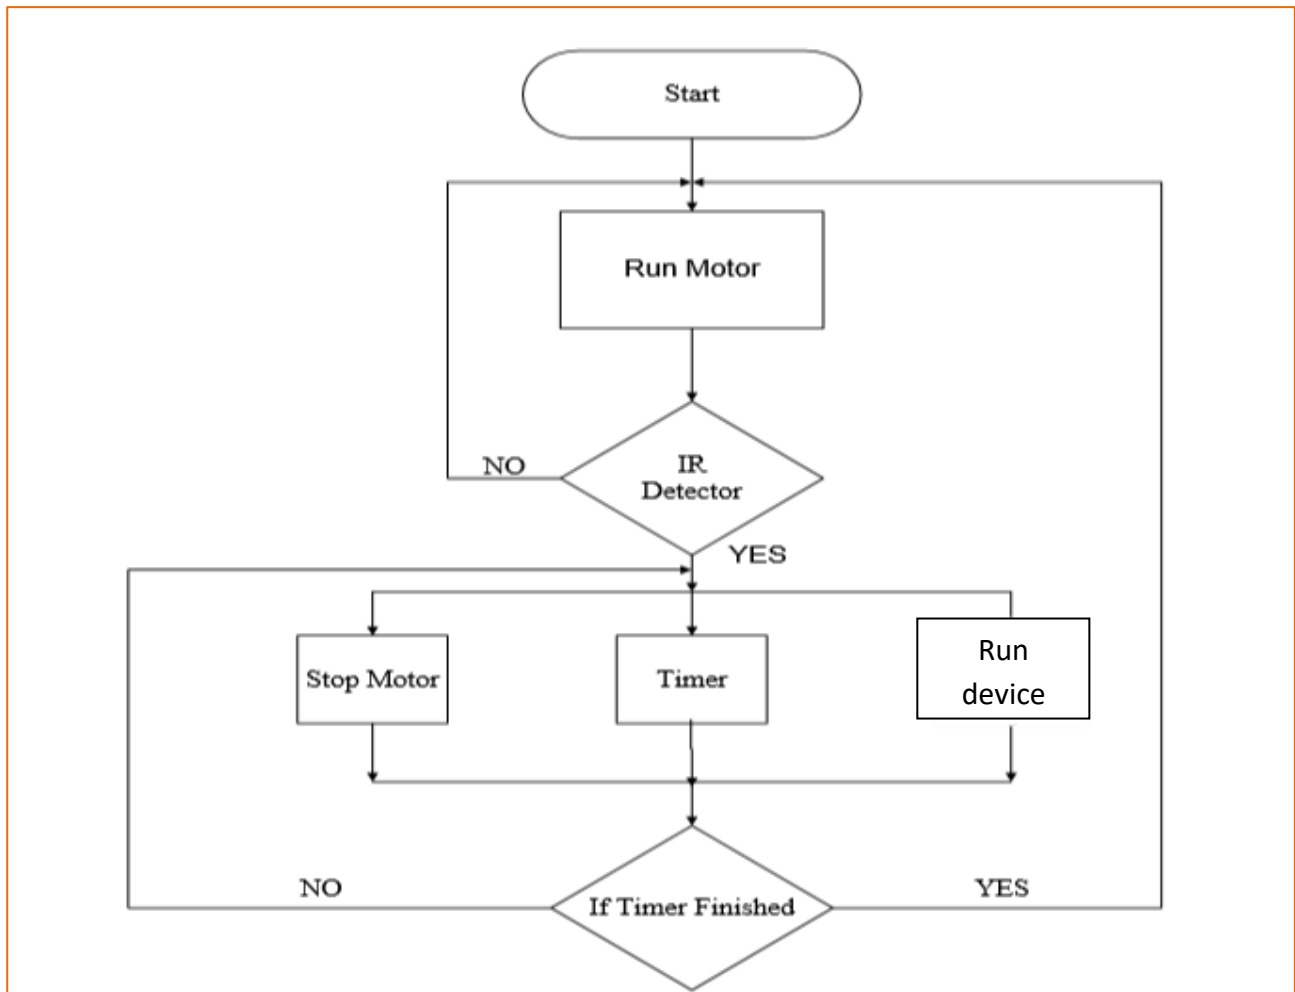 Start
Run Motor
IR
Detector
NO
YES
Stop Motor
Timer
Run
device
NO
YES
If Timer Finished